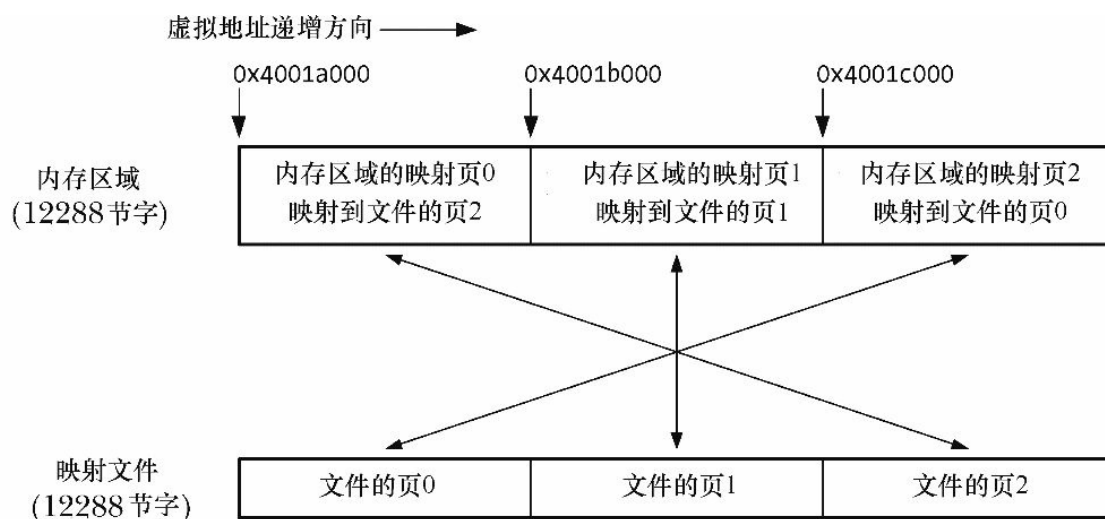 虚拟地址递增方向
0x4001a000
0x4001b000
0x4001c000
内存区域
(12288节字)
内存区域的映射页0
映射到文件的页2
内存区域的映射页1
映射到文件的页1
内存区域的映射页2
映射到文件的页0
映射文件
(12288节字)
文件的页0
文件的页1
文件的页2